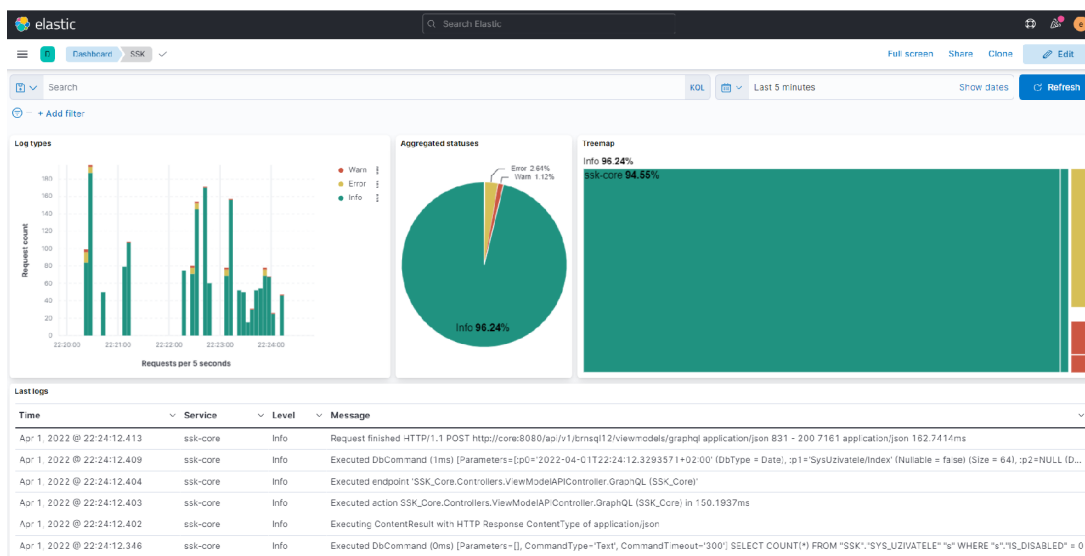 elastic
Search Elastic
e
D
Dashboard
SSK
Full screen
Share
Clone
Edit
Search
KQL
Last 5 minutes
Show dates
Refresh
+ Add filter
Log types
180
160
140
120
100
80
60
40
20
0
Request count
22:20:00
22:21:00
22:22:00
22:23:00
22:24:00
Requests per 5 seconds
Warn
Error
Info
Aggregated statuses
Error 2.64%
Warn 1.12%
Info 96.24%
Treemap
Info 96.24%
ssk-core 94.55%
Last logs
Time Service Level Message
Apr 1, 2022 @ 22:24:12.413 ssk-core Info Request finished HTTP/1.1 POST http://core:8080/api/v1/brnsql12/viewmodels/graphql application/json 831 - 200 7161 application/json 162.7414ms
Apr 1, 2022 @ 22:24:12.409 ssk-core Info Executed DbCommand (1ms) [Parameters=[:p0='2022-04-01T22:24:12.3293571+02:00' (DbType = Date), :p1='SysUzivatele/Index' (Nullable = false) (Size = 64), :p2=NULL (D...
Apr 1, 2022 @ 22:24:12.404 ssk-core Info Executed endpoint 'SSK_Core.Controllers.ViewModelAPIController.GraphQL (SSK_Core)'
Apr 1, 2022 @ 22:24:12.403 ssk-core Info Executed action SSK_Core.Controllers.ViewModelAPIController.GraphQL (SSK_Core) in 150.1937ms
Apr 1, 2022 @ 22:24:12.402 ssk-core Info Executing ContentResult with HTTP Response ContentType of application/json
Apr 1, 2022 @ 22:24:12.346 ssk-core Info Executed DbCommand (0ms) [Parameters=[], CommandType='Text', CommandTimeout='300'] SELECT COUNT(*) FROM "SSK"."SYS_UZIVATELE" "s" WHERE "s"."IS_DISABLED" =